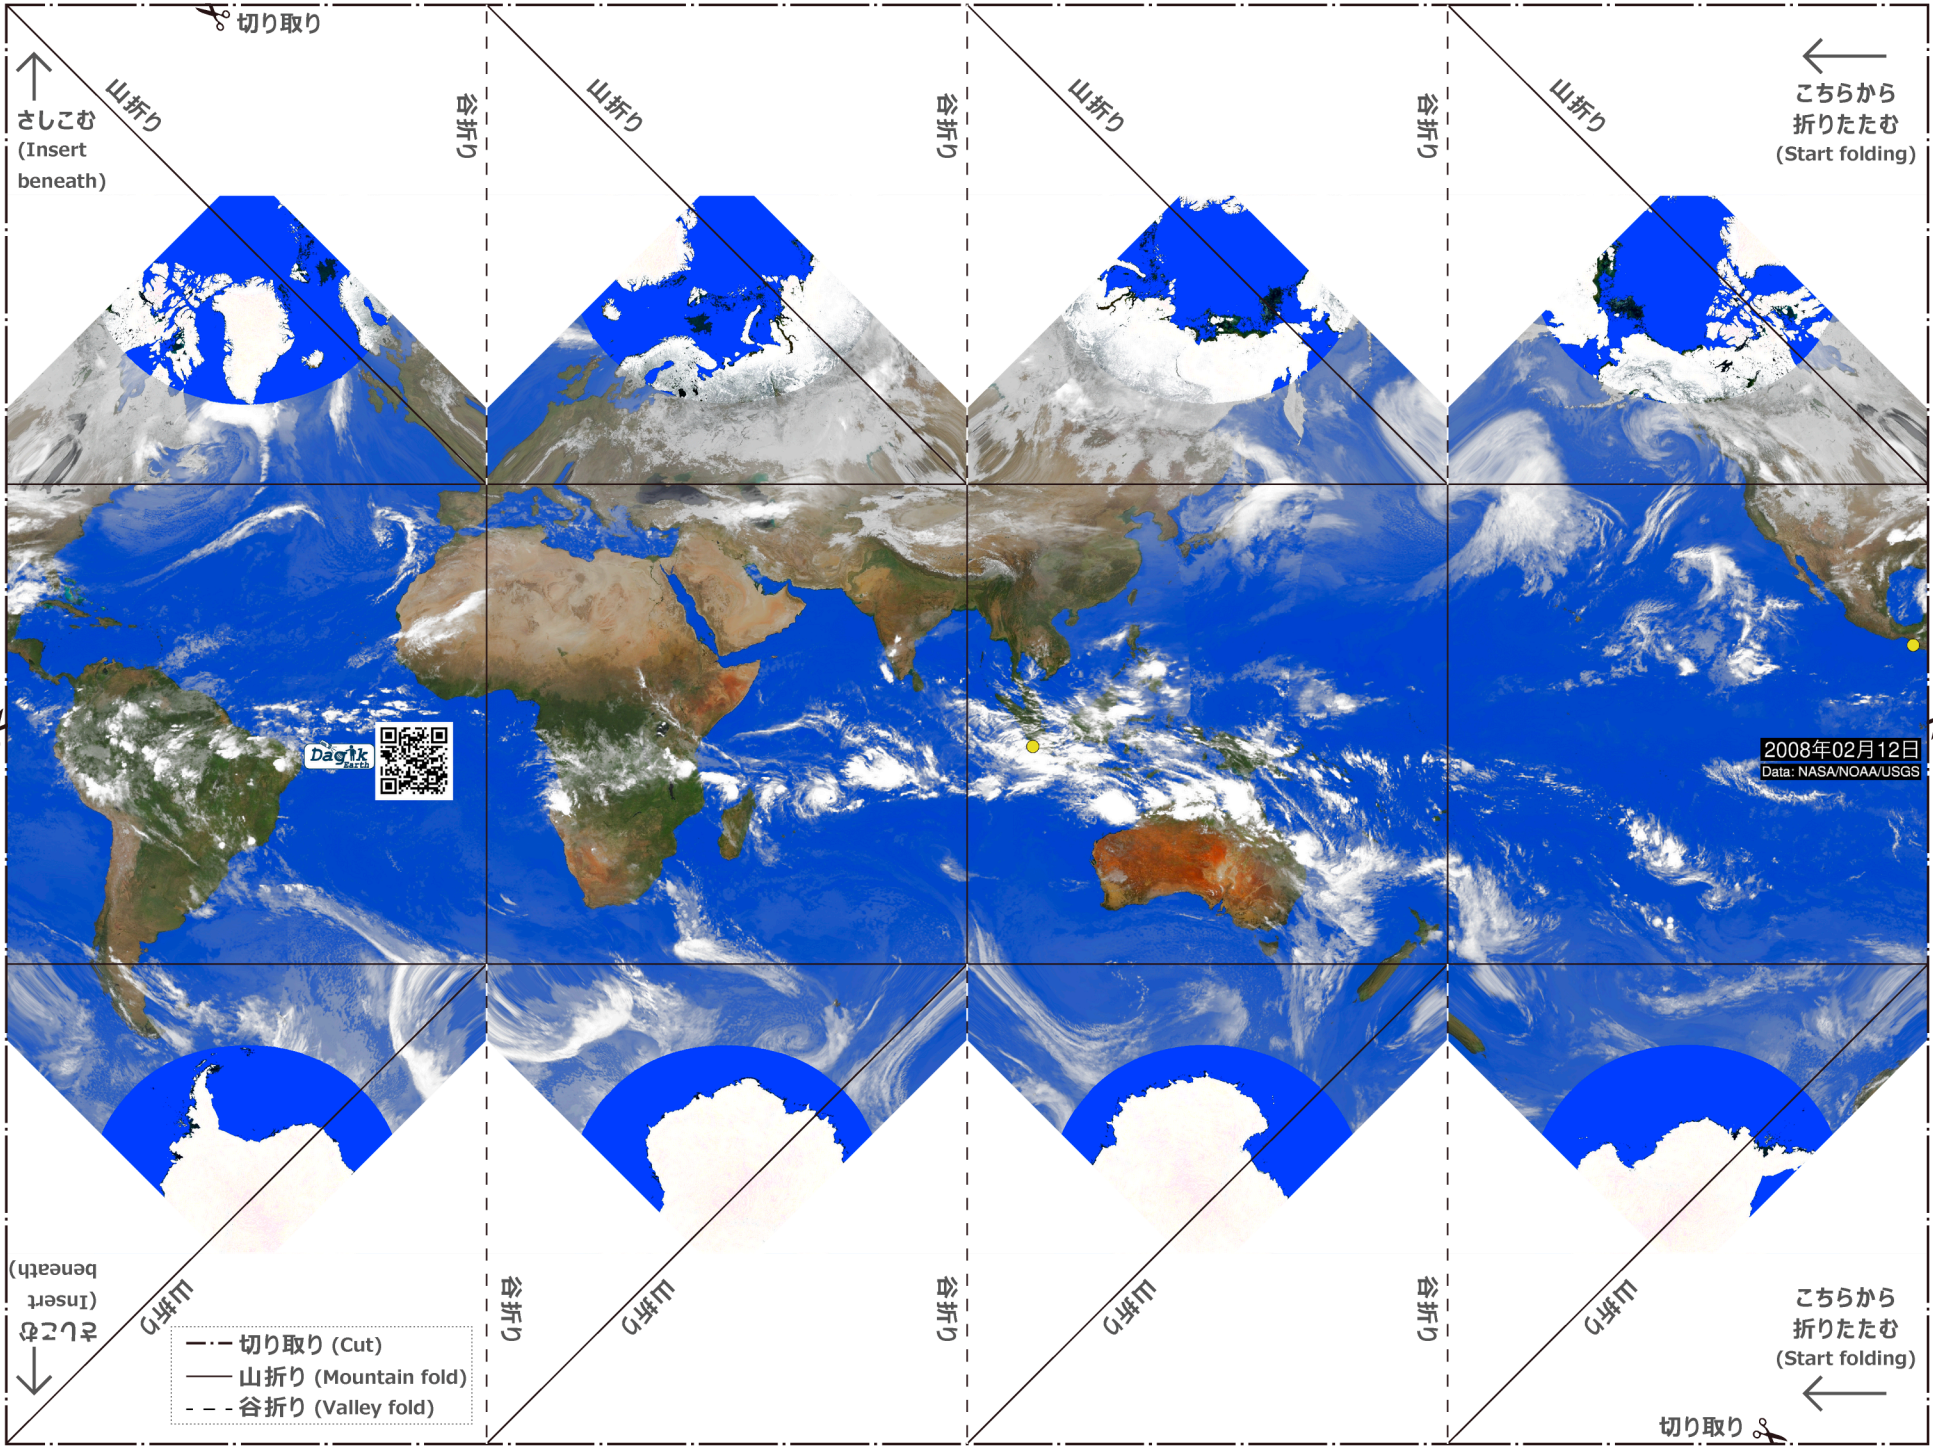 切り取り
山折り
谷折り
山折り
谷折り
山折り
谷折り
山折り
さしこむ
(Insert
beneath)
こちらから
折りたたむ
(Start folding)
Dagik
Earth
2008年02月12日
Data: NASA/NOAA/USGS
さしこむ
(Insert
beneath)
山折り
谷折り
山折り
谷折り
山折り
谷折り
山折り
こちらから
折りたたむ
(Start folding)
切り取り (Cut)
山折り (Mountain fold)
谷折り (Valley fold)
切り取り